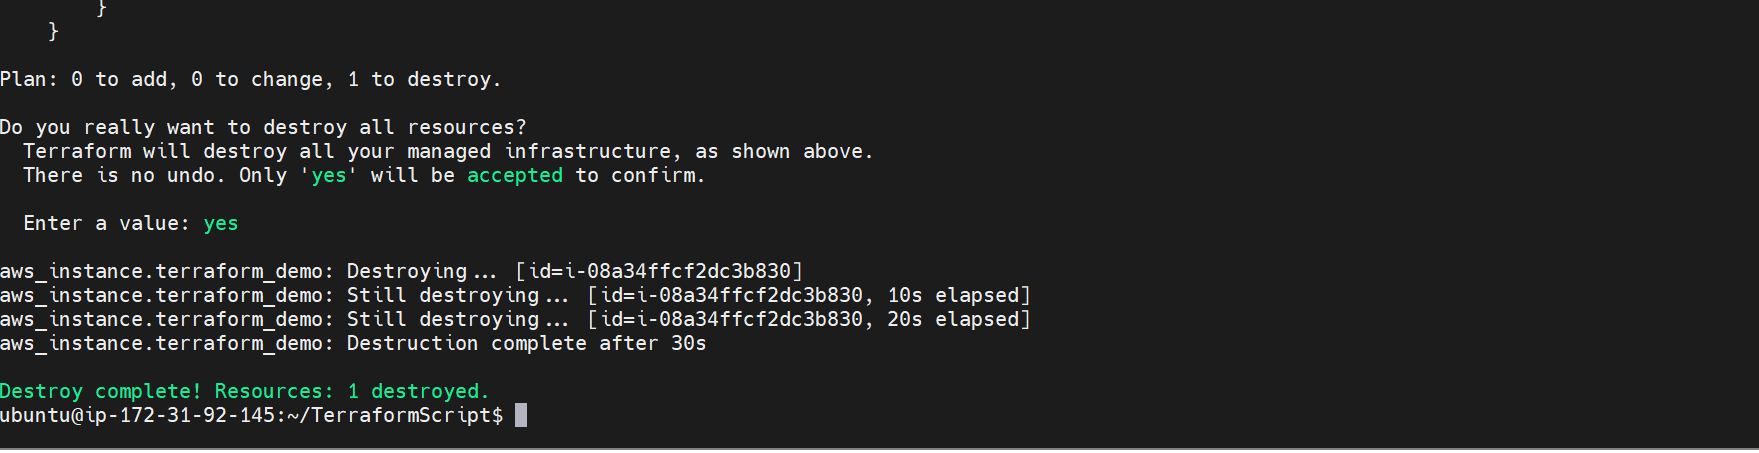 }
}
Plan: 0 to add, 0 to change, 1 to destroy.
Do you really want to destroy all resources?
Terraform will destroy all your managed infrastructure, as shown above.
There is no undo. Only 'yes' will be accepted to confirm.
Enter a value: yes
aws_instance.terraform_demo: Destroying... [id=i-08a34ffcf2dc3b830]
aws_instance.terraform_demo: Still destroying... [id=i-08a34ffcf2dc3b830, 10s elapsed]
aws_instance.terraform_demo: Still destroying... [id=i-08a34ffcf2dc3b830, 20s elapsed]
aws_instance.terraform_demo: Destruction complete after 30s
Destroy complete! Resources: 1 destroyed.
ubuntu@ip-172-31-92-145:~/TerraformScript$